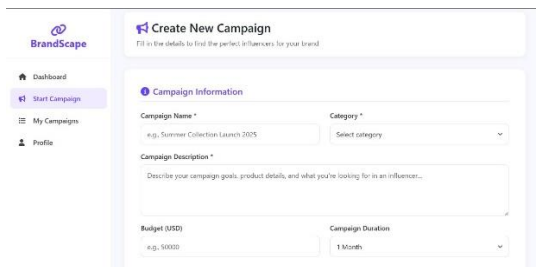 BrandScape
Dashboard
Start Campaign
My Campaigns
Profile
Create New Campaign
Fill in the details to find the perfect influencers for your brand
Campaign Information
Campaign Name *
Category *
e.g., Summer Collection Launch 2025
Select category
Campaign Description *
Describe your campaign goals, product details, and what you're looking for in an influencer...
Budget (USD)
Campaign Duration
e.g., 50000
1 Month